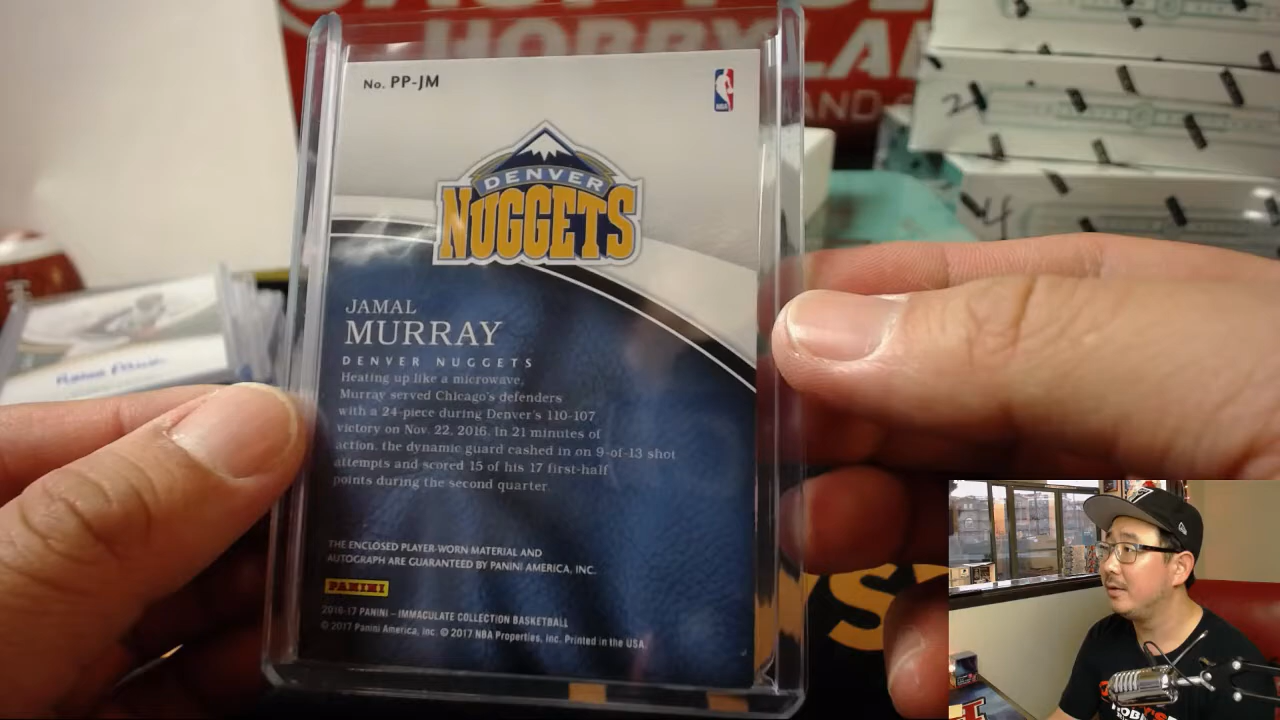 HOBBY LA
AND
No. PP-JM
NBA
DENVER
NUGGETS
JAMAL
MURRAY
DENVER NUGGETS
Heating up like a microwave,
Murray served Chicago's defenders
with a 24-piece during Denver's 110-107
victory on Nov. 22, 2016. In 21 minutes of
action, the dynamic guard cashed in on 9-of-13 shot
attempts and scored 15 of his 17 first-half
points during the second quarter.
THE ENCLOSED PLAYER-WORN MATERIAL AND
AUTOGRAPH ARE GUARANTEED BY PANINI AMERICA, INC.
PANINI
2016-17 PANINI – IMMACULATE COLLECTION BASKETBALL
© 2017 Panini America, Inc. © 2017 NBA Properties, Inc. Printed in the USA.